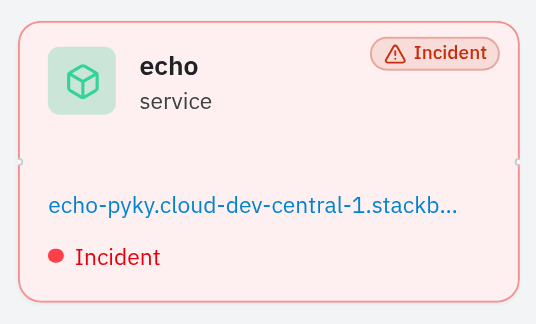 echo
Incident
service
echo-pyky.cloud-dev-central-1.stackb...
Incident